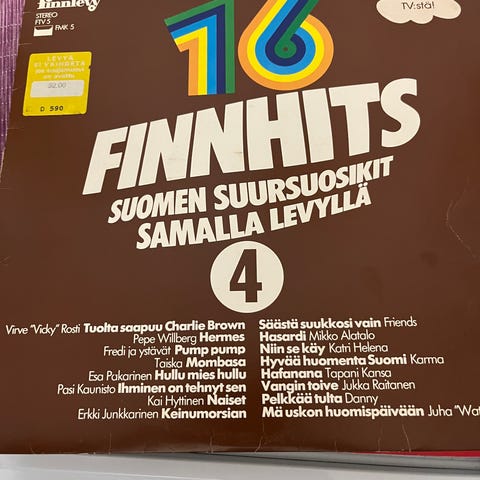 finnlevy
STEREO
FTV 5
FMK 5
TV:stä!
LEVYÄ
EI VAIHDETA
D 590
16
FINNHITS
SUOMEN SUURSUOSIKIT
SAMALLA LEVYLLÄ
4
Virve "Vicky" Rosti Tuolta saapuu Charlie Brown
Pepe Willberg Hermes
Fredi ja ystävät Pump pump
Taiska Mombasa
Esa Pakarinen Hullu mies hullu
Pasi Kaunisto Ihminen on tehnyt sen
Kai Hyttinen Naiset
Erkki Junkkarinen Keinumorsian
Säästä suukkosi vain Friends
Hasardi Mikko Alatalo
Niin se käy Katri Helena
Hyvää huomenta Suomi Karma
Hafanana Tapani Kansa
Vangin toive Jukka Raitanen
Pelkkää tulta Danny
Mä uskon huomispäivään Juha "Wat